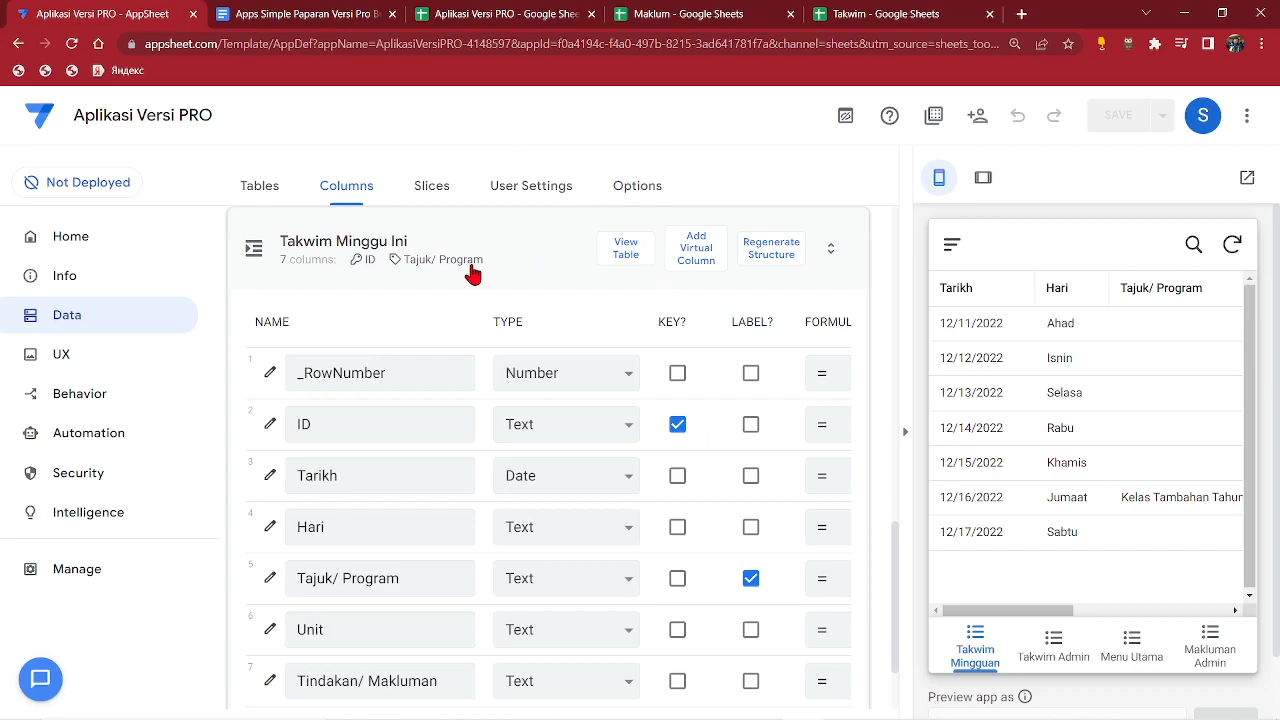 Aplikasi Versi PRO - AppSheet
Apps Simple Paparan Versi Pro B
Aplikasi Versi PRO - Google Shee
Maklum - Google Sheets
Takwim - Google Sheets
appsheet.com/Template/AppDef?appName=AplikasiVersiPRO-4148597&appId=f0a4194c-f4a0-497b-8215-3ad641781f7a&channel=sheets&utm_source=sheets_too...
Яндекс
Aplikasi Versi PRO
SAVE
S
Not Deployed
Tables
Columns
Slices
User Settings
Options
Home
Info
Data
UX
Behavior
Automation
Security
Intelligence
Manage
Takwim Minggu Ini
7 columns: ID Tajuk/ Program
View
Table
Add
Virtual
Column
Regenerate
Structure
NAME TYPE KEY? LABEL? FORMUL
1 _RowNumber Number =
2 ID Text =
3 Tarikh Date =
4 Hari Text =
5 Tajuk/ Program Text =
6 Unit Text =
7 Tindakan/ Makluman Text =
Tarikh Hari Tajuk/ Program
12/11/2022 Ahad
12/12/2022 Isnin
12/13/2022 Selasa
12/14/2022 Rabu
12/15/2022 Khamis
12/16/2022 Jumaat Kelas Tambahan Tahur
12/17/2022 Sabtu
Takwim
Mingguan
Takwim Admin
Menu Utama
Makluman
Admin
Preview app as